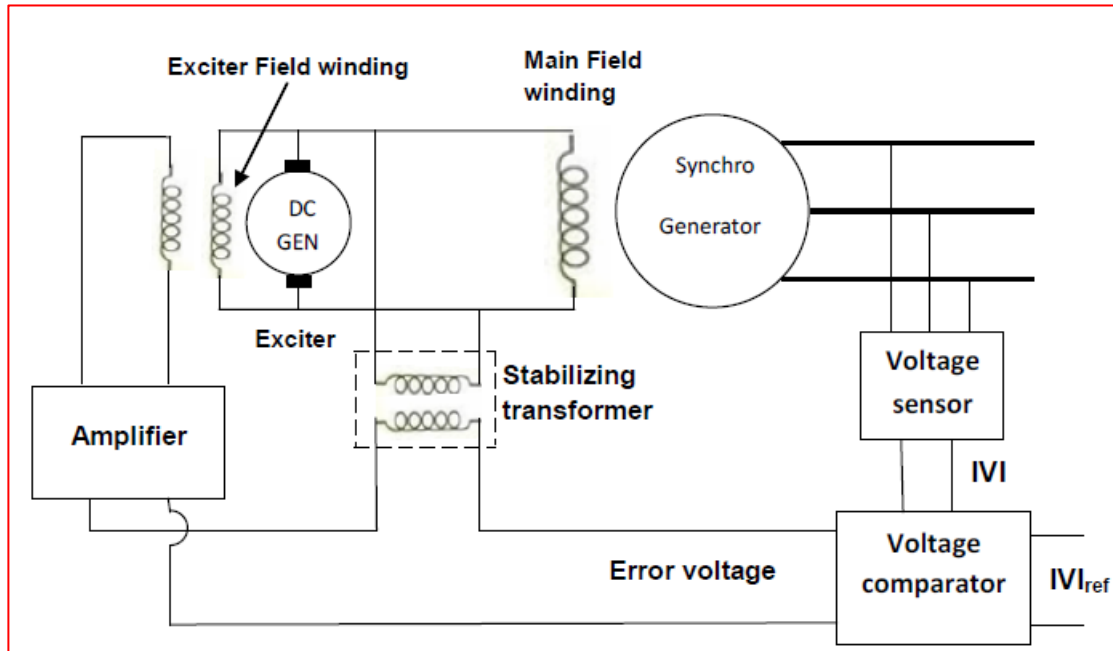 Exciter Field winding
Main Field
winding
Synchro
Generator
DC
GEN
Exciter
Stabilizing
transformer
Voltage
sensor
Amplifier
IVI
Voltage
comparator
Error voltage
IVIref